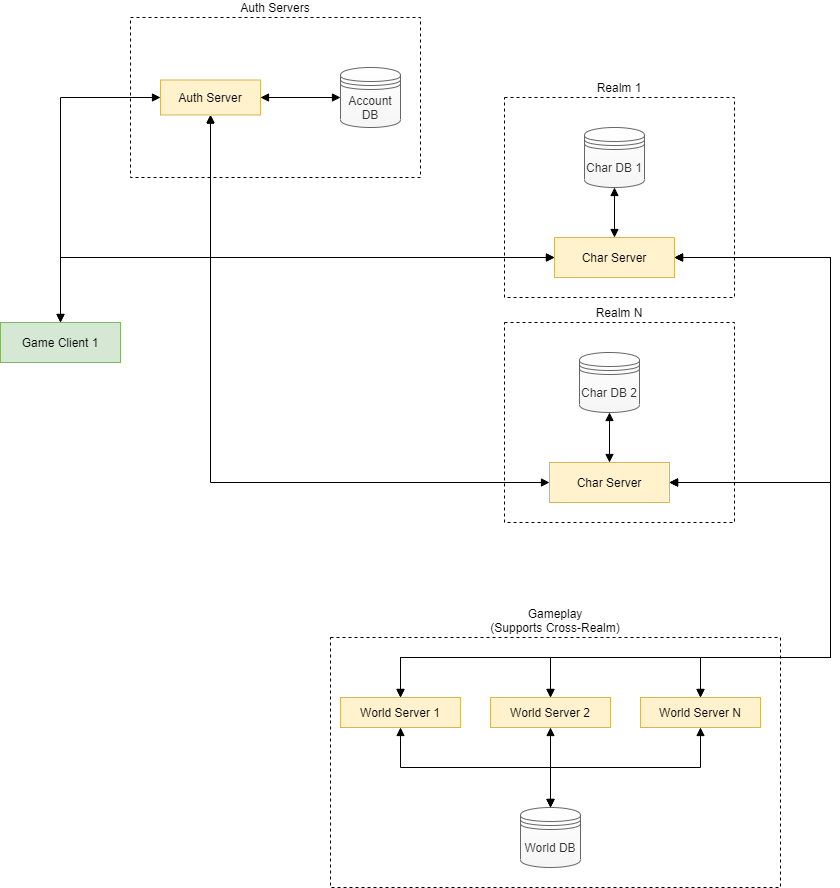 Auth Servers
Auth Server
Account
DB
Realm 1
Char DB 1
Char Server
Realm N
Game Client 1
Char DB 2
Char Server
Gameplay
(Supports Cross-Realm)
World Server 1
World Server 2
World Server N
World DB